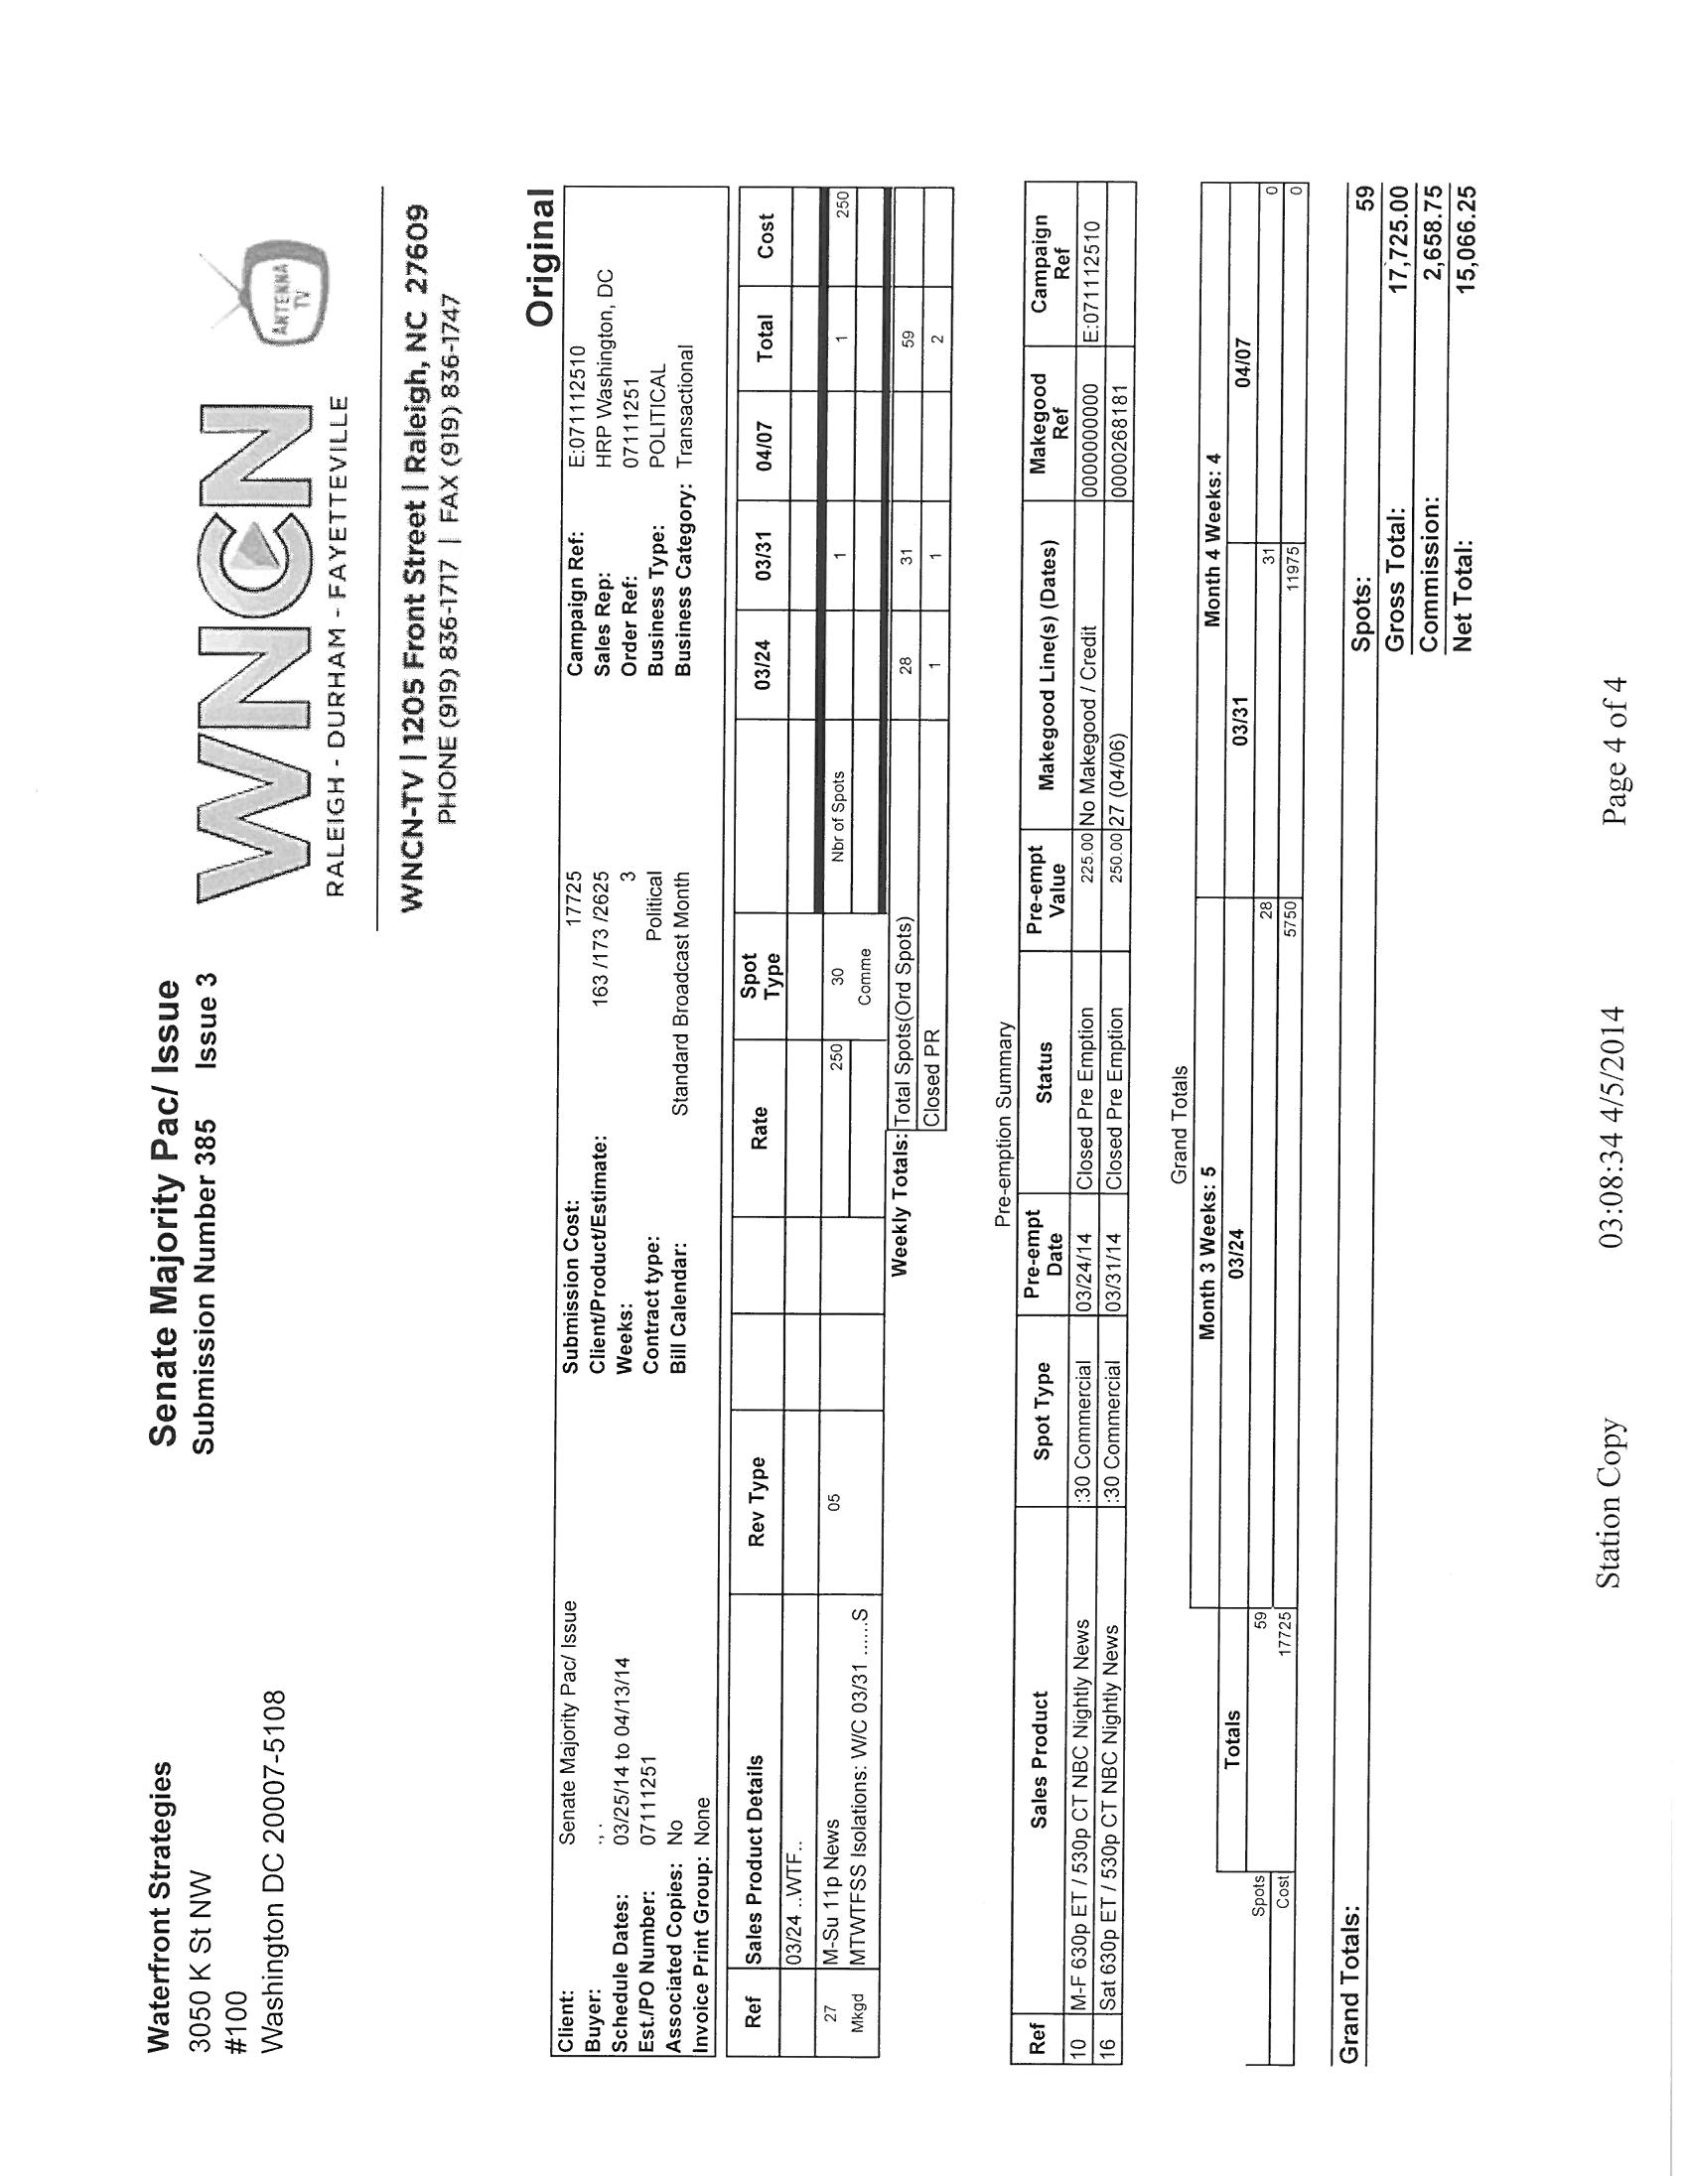 Waterfront Strategies
3050 K St NW
#100
Washington DC 20007-5108
Senate Majority Pac/ Issue
Submission Number 385 Issue 3
WNCN
RALEIGH - DURHAM - FAYETTEVILLE
ANTENNA
TV
WNCN-TV | 1205 Front Street | Raleigh, NC 27609
PHONE (919) 836-1717 | FAX (919) 836-1747
Original
Client: Senate Majority Pac/ Issue Submission Cost: 17725 Campaign Ref: E:071112510
Buyer: ., . Client/Product/Estimate: 163 /173 /2625 Sales Rep: HRP Washington, DC
Schedule Dates: 03/25/14 to 04/13/14 Weeks: 3 Order Ref: 07111251
Est./PO Number: 07111251 Contract type: Political Business Type: POLITICAL
Associated Copies: No Bill Calendar: Standard Broadcast Month Business Category: Transactional
Invoice Print Group: None
Ref Sales Product Details Rev Type Rate Spot Type 03/24 03/31 04/07 Total Cost
03/24 ..WTF..
27 M-Su 11p News 05 250 30 Nbr of Spots 1 1 250
Mkgd MTWTFSS Isolations: W/C 03/31 ......S Comme
Weekly Totals: Total Spots(Ord Spots) 28 31 59
Closed PR 1 1 2
Pre-emption Summary
Ref Sales Product Spot Type Pre-empt Date Status Pre-empt Value Makegood Line(s) (Dates) Makegood Ref Campaign Ref
10 M-F 630p ET / 530p CT NBC Nightly News :30 Commercial 03/24/14 Closed Pre Emption 225.00 No Makegood / Credit 0000000000 E:071112510
16 Sat 630p ET / 530p CT NBC Nightly News :30 Commercial 03/31/14 Closed Pre Emption 250.00 27 (04/06) 0000268181
Grand Totals
Month 3 Weeks: 5 Month 4 Weeks: 4
Totals 03/24 03/31 04/07
Spots 59 28 31 0
Cost 17725 5750 11975 0
Grand Totals: Spots: 59
Gross Total: 17,725.00
Commission: 2,658.75
Net Total: 15,066.25
Station Copy 03:08:34 4/5/2014 Page 4 of 4